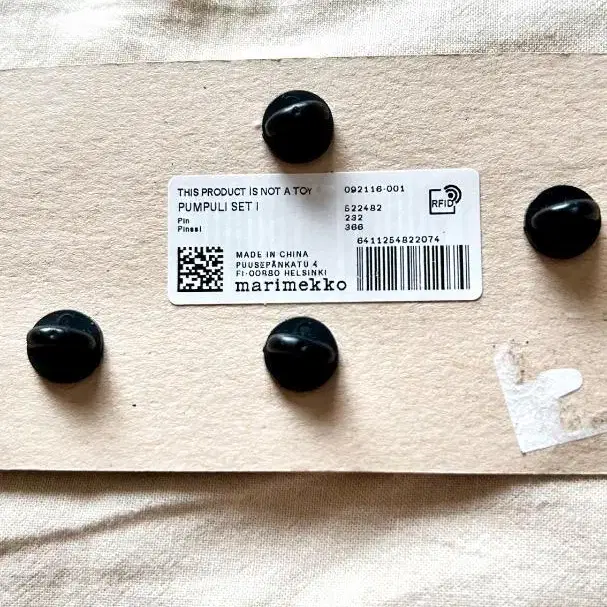 THIS PRODUCT IS NOT A TOY
092116-001
PUMPULI SET I
522482
Pin
232
Pinssi
366
RFID
6411254822074
MADE IN CHINA
PUUSEPÄNKATU 4
FI-00880 HELSINKI
marimekko